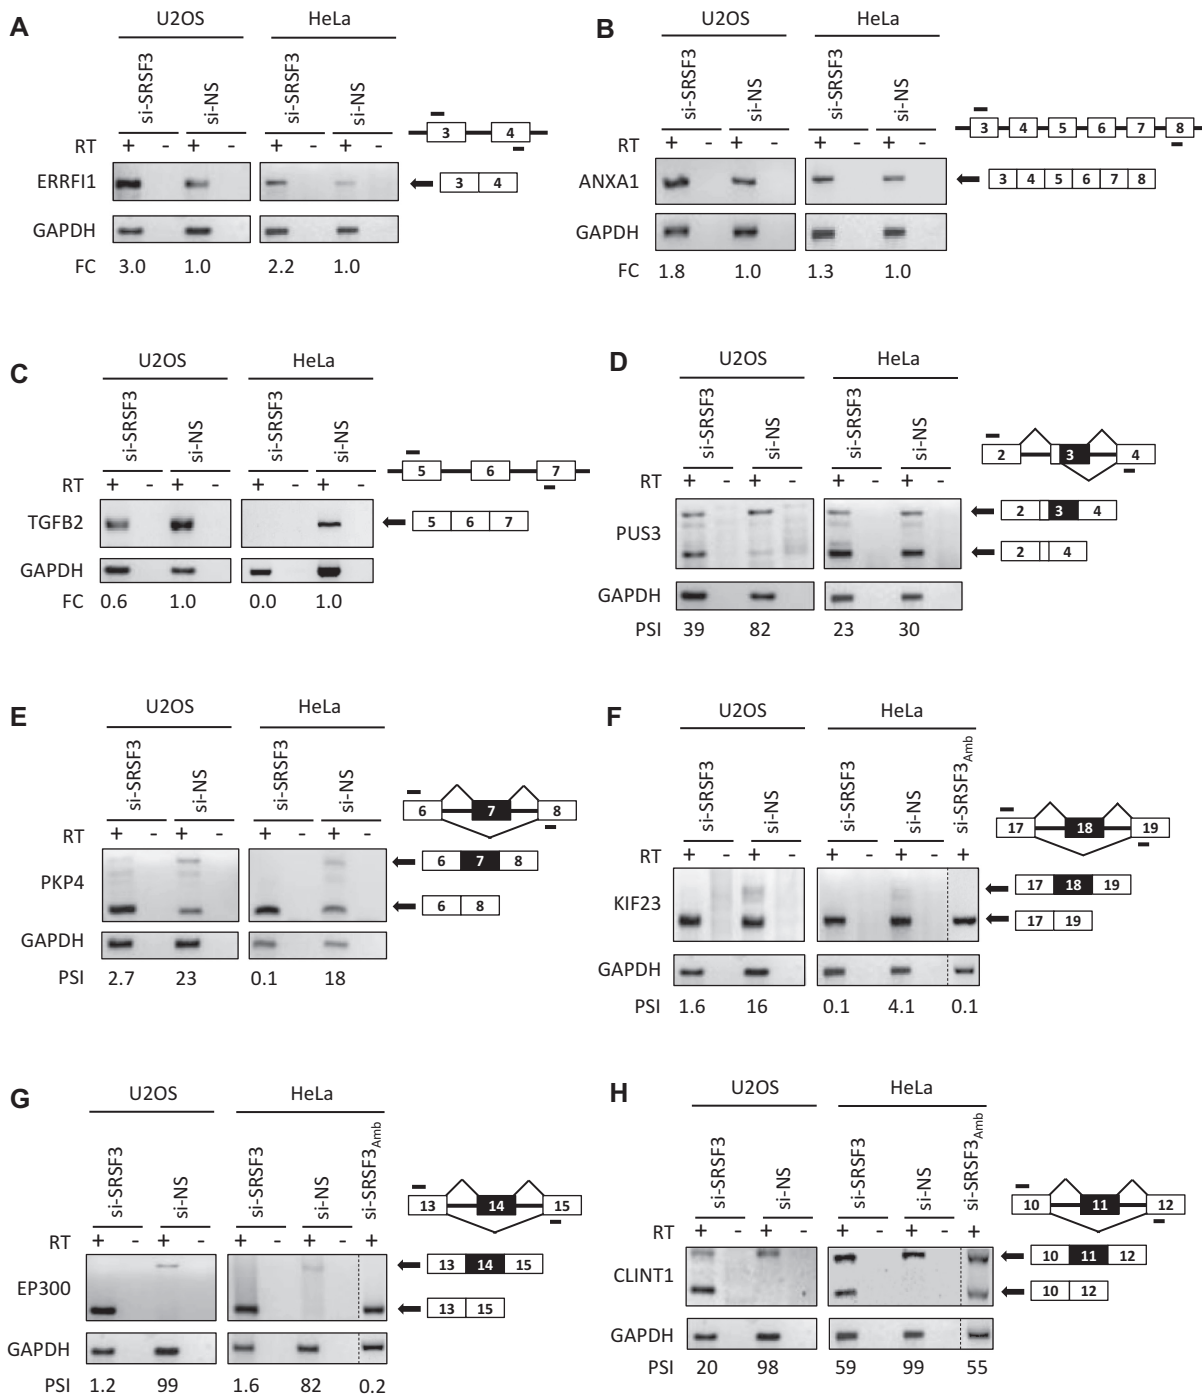 A
U2OS HeLa
si-SRSF3 si-NS si-SRSF3 si-NS
RT + - + - + - + -
3 4
ERRFI1
3 4
GAPDH
FC 3.0 1.0 2.2 1.0
B
U2OS HeLa
si-SRSF3 si-NS si-SRSF3 si-NS
3 4 5 6 7 8
RT + - + - + - + -
ANXA1
3 4 5 6 7 8
GAPDH
FC 1.8 1.0 1.3 1.0
C
U2OS HeLa
si-SRSF3 si-NS si-SRSF3 si-NS
5 6 7
RT + - + - + - + -
TGFB2
5 6 7
GAPDH
FC 0.6 1.0 0.0 1.0
D
U2OS HeLa
si-SRSF3 si-NS si-SRSF3 si-NS
2 3 4
RT + - + - + - + -
2 3 4
PUS3
2 4
GAPDH
PSI 39 82 23 30
E
U2OS HeLa
si-SRSF3 si-NS si-SRSF3 si-NS
6 7 8
RT + - + - + - + -
6 7 8
PKP4
6 8
GAPDH
PSI 2.7 23 0.1 18
F
U2OS HeLa
si-SRSF3 si-NS si-SRSF3 si-NS si-SRSF3Amb
17 18 19
RT + - + - + - + - +
17 18 19
KIF23
17 19
GAPDH
PSI 1.6 16 0.1 4.1 0.1
G
U2OS HeLa
si-SRSF3 si-NS si-SRSF3 si-NS si-SRSF3Amb
13 14 15
RT + - + - + - + - +
13 14 15
EP300
13 15
GAPDH
PSI 1.2 99 1.6 82 0.2
H
U2OS HeLa
si-SRSF3 si-NS si-SRSF3 si-NS si-SRSF3Amb
10 11 12
RT + - + - + - + - +
10 11 12
CLINT1
10 12
GAPDH
PSI 20 98 59 99 55